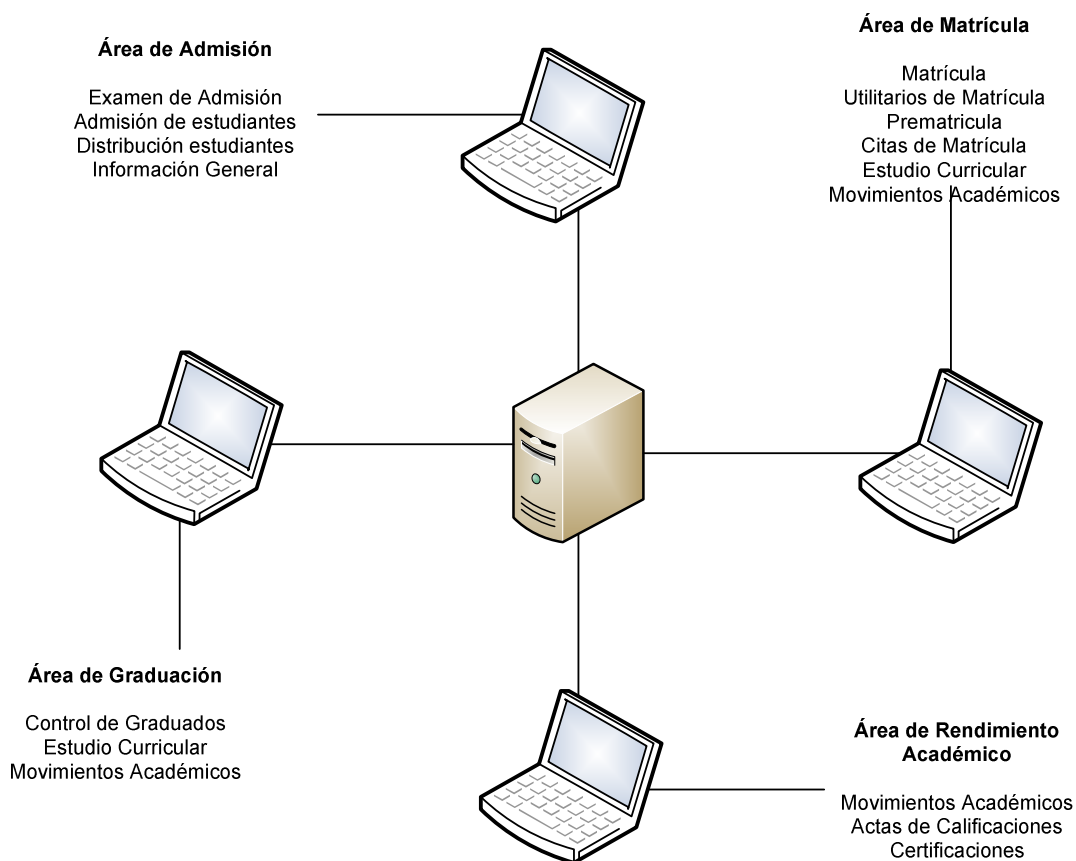 Área de Admisión
Examen de Admisión
Admisión de estudiantes
Distribución estudiantes
Información General
Área de Matrícula
Matrícula
Utilitarios de Matrícula
Prematricula
Citas de Matrícula
Estudio Curricular
Movimientos Académicos
Área de Graduación
Control de Graduados
Estudio Curricular
Movimientos Académicos
Área de Rendimiento
Académico
Movimientos Académicos
Actas de Calificaciones
Certificaciones